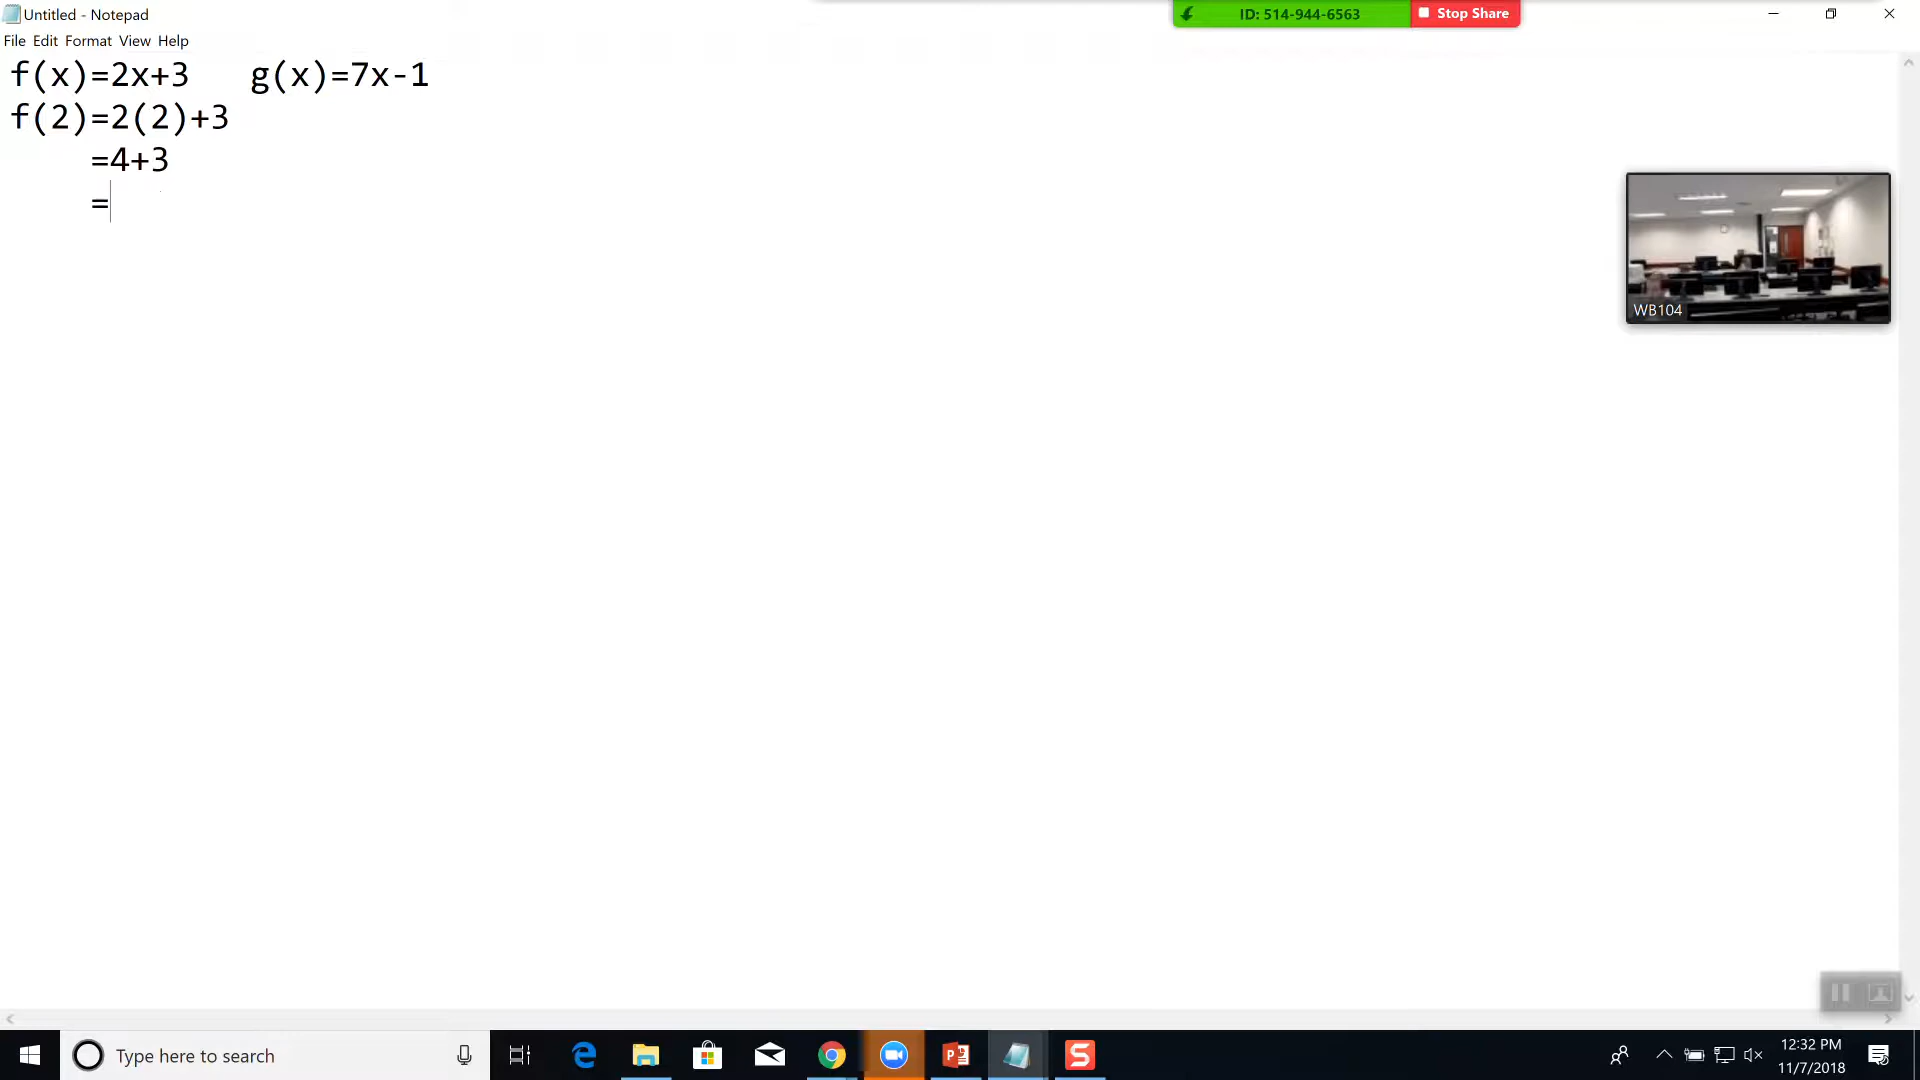 Untitled - Notepad
ID: 514-944-6563
Stop Share
File Edit Format View Help
f(x)=2x+3   g(x)=7x-1
f(2)=2(2)+3
=4+3
=
WB104
Type here to search
12:32 PM
11/7/2018